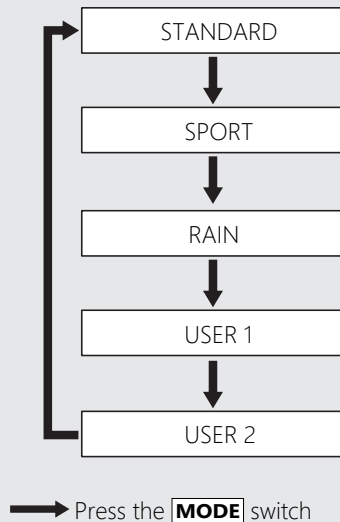 STANDARD
SPORT
RAIN
USER 1
USER 2
Press the MODE switch